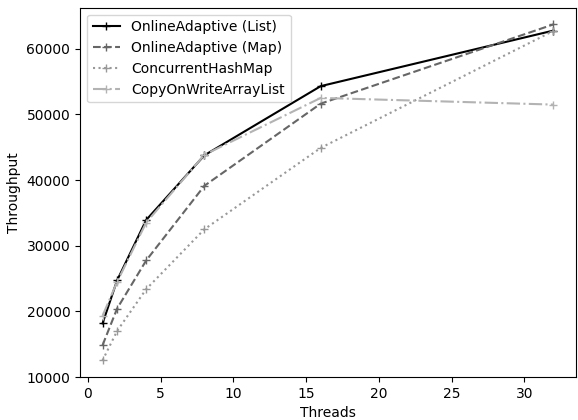 OnlineAdaptive (List)
OnlineAdaptive (Map)
ConcurrentHashMap
CopyOnWriteArrayList
60000
50000
40000
30000
20000
10000
Throughput
0 5 10 15 20 25 30
Threads